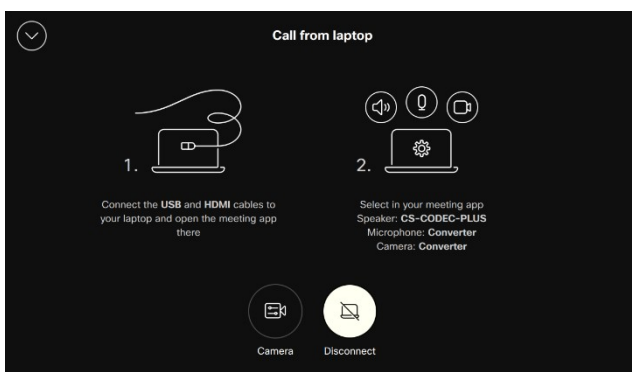 Call from laptop
1.
Connect the USB and HDMI cables to
your laptop and open the meeting app
there
2.
Select in your meeting app
Speaker: CS-CODEC-PLUS
Microphone: Converter
Camera: Converter
Camera
Disconnect